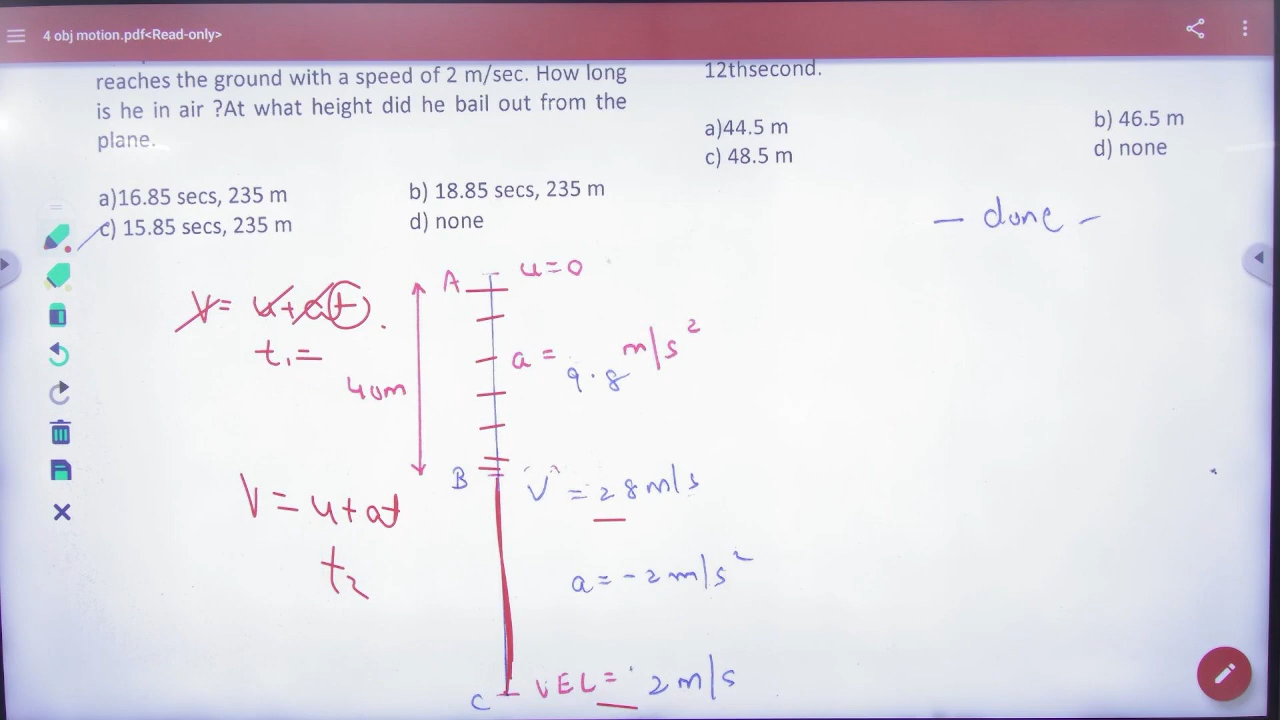 4 obj motion.pdf<Read-only>
reaches the ground with a speed of 2 m/sec. How long
is he in air ?At what height did he bail out from the
plane.
a)16.85 secs, 235 m
b) 18.85 secs, 235 m
c) 15.85 secs, 235 m
d) none
12thsecond.
a)44.5 m
b) 46.5 m
c) 48.5 m
d) none
- done -
A
u=0
V= u+at
t₁=
a = 9.8 m/s²
40m
B
V = 28m/s
V = u+at
t₂
a = -2m/s²
C
VEL= 2m/s